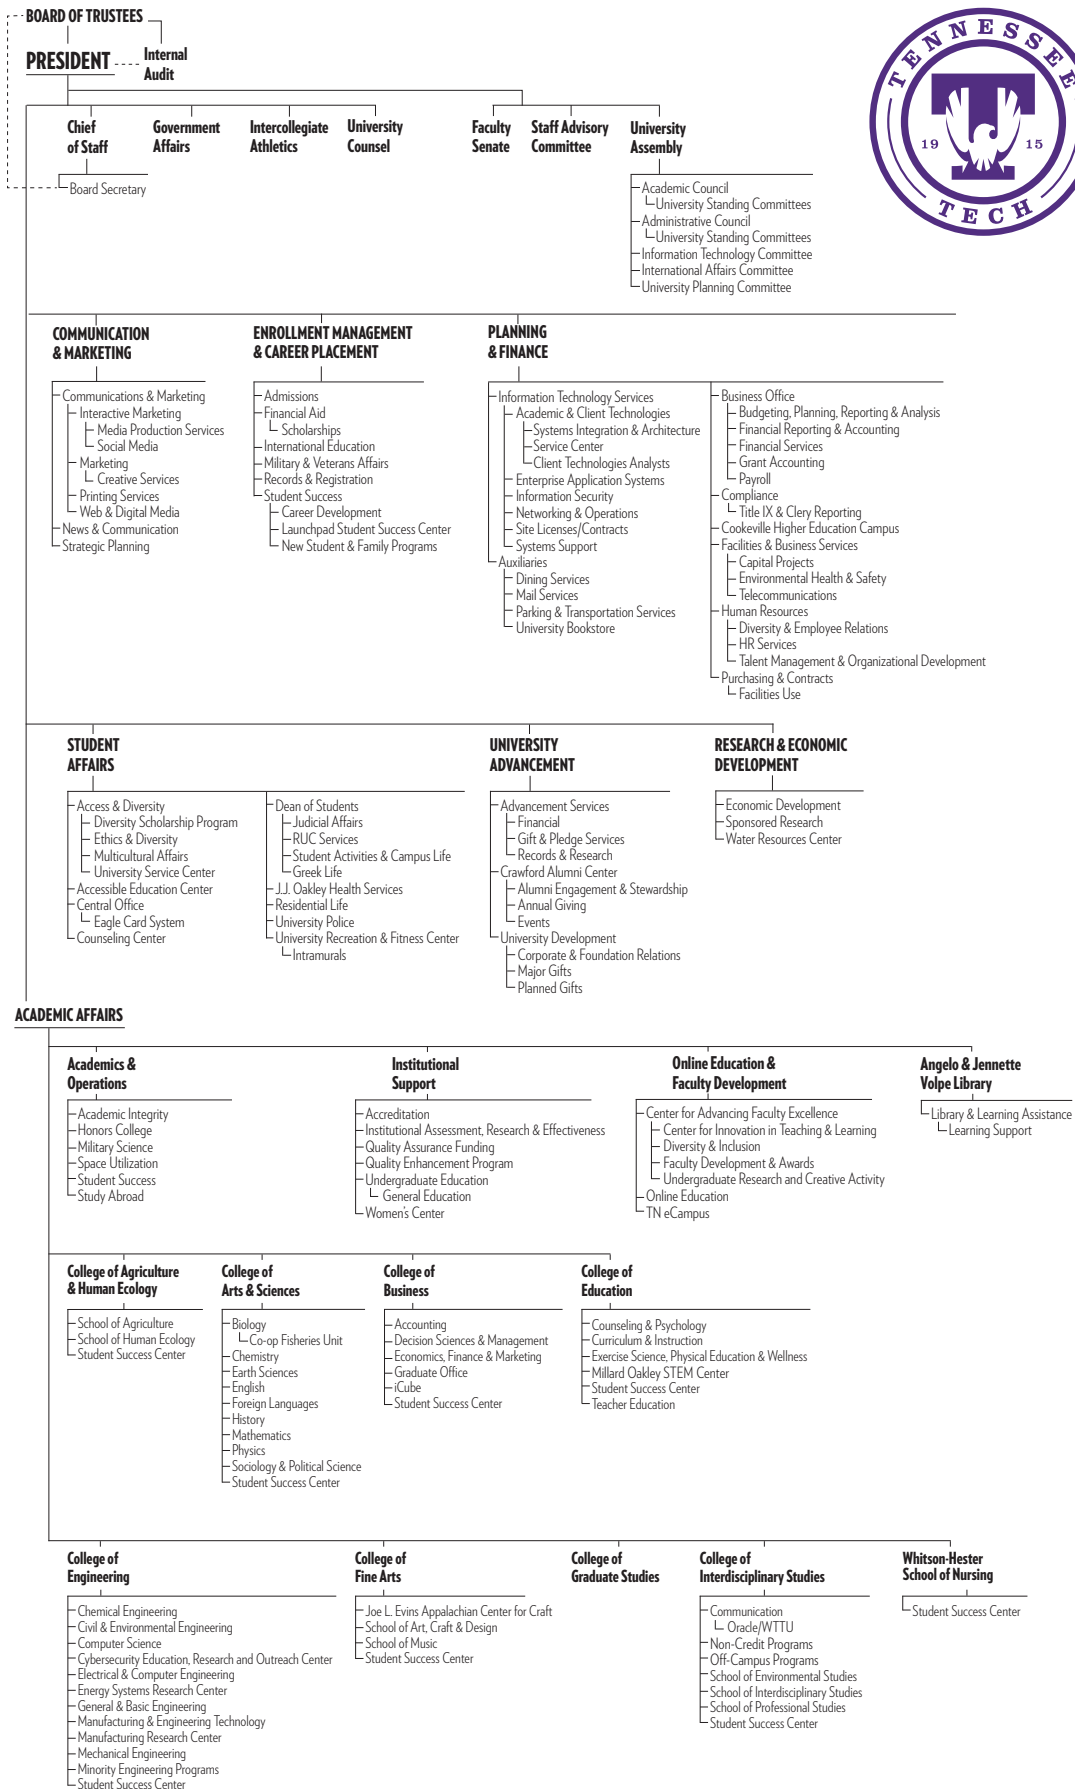 BOARD OF TRUSTEES
PRESIDENT
Internal
Audit
TENNESSEE
TECH
19 15
Chief
of Staff
Board Secretary
Government
Affairs
Intercollegiate
Athletics
University
Counsel
Faculty
Senate
Staff Advisory
Committee
University
Assembly
Academic Council
University Standing Committees
Administrative Council
University Standing Committees
Information Technology Committee
International Affairs Committee
University Planning Committee
COMMUNICATION
& MARKETING
Communications & Marketing
Interactive Marketing
Media Production Services
Social Media
Marketing
Creative Services
Printing Services
Web & Digital Media
News & Communication
Strategic Planning
ENROLLMENT MANAGEMENT
& CAREER PLACEMENT
Admissions
Financial Aid
Scholarships
International Education
Military & Veterans Affairs
Records & Registration
Student Success
Career Development
Launchpad Student Success Center
New Student & Family Programs
PLANNING
& FINANCE
Information Technology Services
Academic & Client Technologies
Systems Integration & Architecture
Service Center
Client Technologies Analysts
Enterprise Application Systems
Information Security
Networking & Operations
Site Licenses/Contracts
Systems Support
Auxiliaries
Dining Services
Mail Services
Parking & Transportation Services
University Bookstore
Business Office
Budgeting, Planning, Reporting & Analysis
Financial Reporting & Accounting
Financial Services
Grant Accounting
Payroll
Compliance
Title IX & Clery Reporting
Cookeville Higher Education Campus
Facilities & Business Services
Capital Projects
Environmental Health & Safety
Telecommunications
Human Resources
Diversity & Employee Relations
HR Services
Talent Management & Organizational Development
Purchasing & Contracts
Facilities Use
STUDENT
AFFAIRS
Access & Diversity
Diversity Scholarship Program
Ethics & Diversity
Multicultural Affairs
University Service Center
Accessible Education Center
Central Office
Eagle Card System
Counseling Center
Dean of Students
Judicial Affairs
RUC Services
Student Activities & Campus Life
Greek Life
J.J. Oakley Health Services
Residential Life
University Police
University Recreation & Fitness Center
Intramurals
UNIVERSITY
ADVANCEMENT
Advancement Services
Financial
Gift & Pledge Services
Records & Research
Crawford Alumni Center
Alumni Engagement & Stewardship
Annual Giving
Events
University Development
Corporate & Foundation Relations
Major Gifts
Planned Gifts
RESEARCH & ECONOMIC
DEVELOPMENT
Economic Development
Sponsored Research
Water Resources Center
ACADEMIC AFFAIRS
Academics &
Operations
Academic Integrity
Honors College
Military Science
Space Utilization
Student Success
Study Abroad
Institutional
Support
Accreditation
Institutional Assessment, Research & Effectiveness
Quality Assurance Funding
Quality Enhancement Program
Undergraduate Education
General Education
Women's Center
Online Education &
Faculty Development
Center for Advancing Faculty Excellence
Center for Innovation in Teaching & Learning
Diversity & Inclusion
Faculty Development & Awards
Undergraduate Research and Creative Activity
Online Education
TN eCampus
Angelo & Jennette
Volpe Library
Library & Learning Assistance
Learning Support
College of Agriculture
& Human Ecology
School of Agriculture
School of Human Ecology
Student Success Center
College of
Arts & Sciences
Biology
Co-op Fisheries Unit
Chemistry
Earth Sciences
English
Foreign Languages
History
Mathematics
Physics
Sociology & Political Science
Student Success Center
College of
Business
Accounting
Decision Sciences & Management
Economics, Finance & Marketing
Graduate Office
iCube
Student Success Center
College of
Education
Counseling & Psychology
Curriculum & Instruction
Exercise Science, Physical Education & Wellness
Millard Oakley STEM Center
Student Success Center
Teacher Education
College of
Engineering
Chemical Engineering
Civil & Environmental Engineering
Computer Science
Cybersecurity Education, Research and Outreach Center
Electrical & Computer Engineering
Energy Systems Research Center
General & Basic Engineering
Manufacturing & Engineering Technology
Manufacturing Research Center
Mechanical Engineering
Minority Engineering Programs
Student Success Center
College of
Fine Arts
Joe L. Evins Appalachian Center for Craft
School of Art, Craft & Design
School of Music
Student Success Center
College of
Graduate Studies
College of
Interdisciplinary Studies
Communication
Oracle/WTTU
Non-Credit Programs
Off-Campus Programs
School of Environmental Studies
School of Interdisciplinary Studies
School of Professional Studies
Student Success Center
Whitson-Hester
School of Nursing
Student Success Center